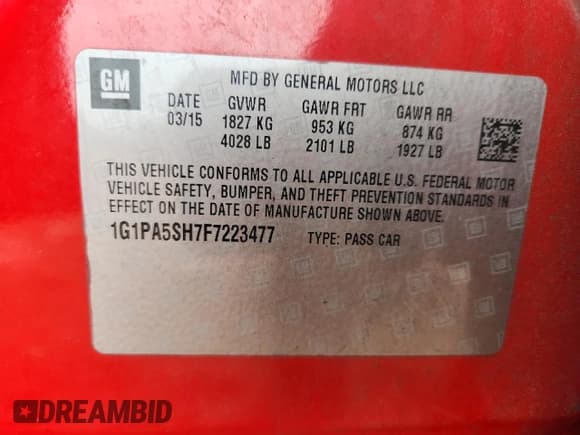 GM
MFD BY GENERAL MOTORS LLC
DATE GVWR GAWR FRT GAWR RR
03/15 1827 KG 953 KG 874 KG
4028 LB 2101 LB 1927 LB
THIS VEHICLE CONFORMS TO ALL APPLICABLE U.S. FEDERAL MOTOR
VEHICLE SAFETY, BUMPER, AND THEFT PREVENTION STANDARDS IN
EFFECT ON THE DATE OF MANUFACTURE SHOWN ABOVE.
1G1PA5SH7F7223477 TYPE: PASS CAR
DREAMBID